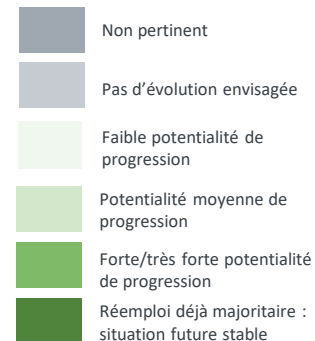 Non pertinent
Pas d’évolution envisagée
Faible potentialité de
progression
Potentialité moyenne de
progression
Forte/très forte potentialité
de progression
Réemploi déjà majoritaire :
situation future stable